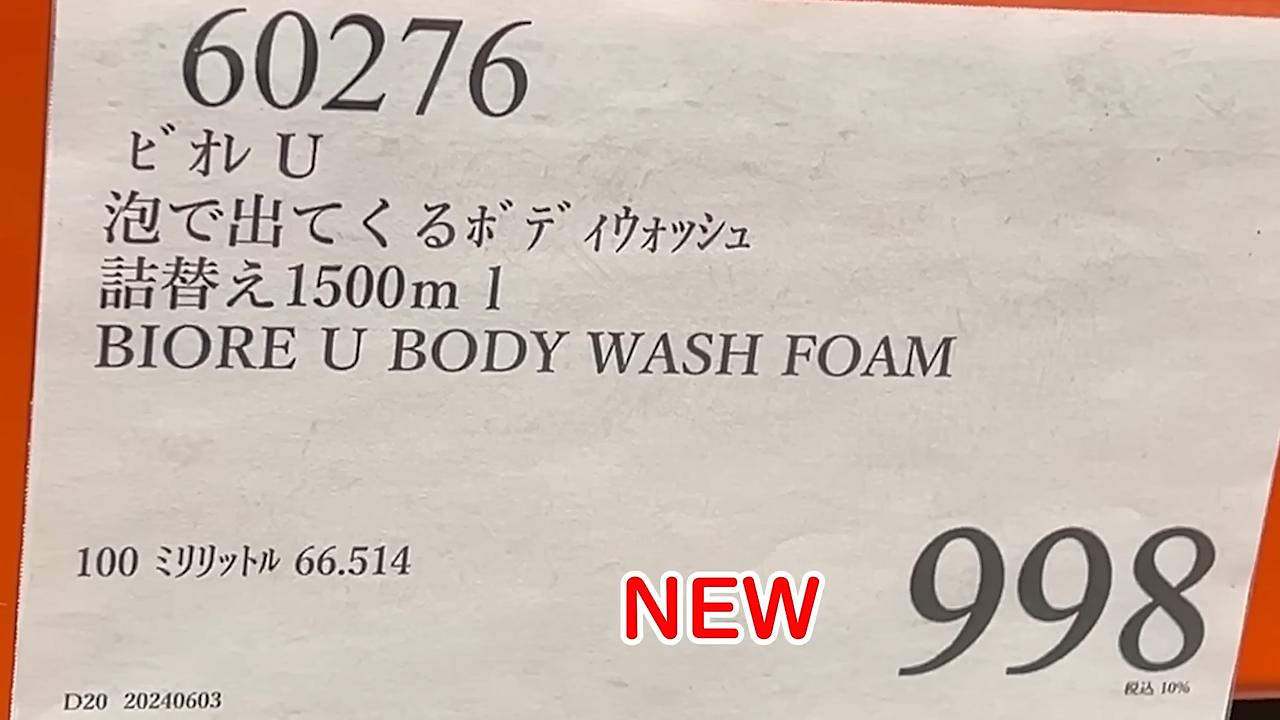 60276
ﾋﾞｵﾚ U
泡で出てくるﾎﾞﾃﾞｨｳｫｯｼｭ
詰替え1500m l
BIORE U BODY WASH FOAM
100 ﾐﾘﾘｯﾄﾙ 66.514
NEW
998
税込 10%
D20 20240603